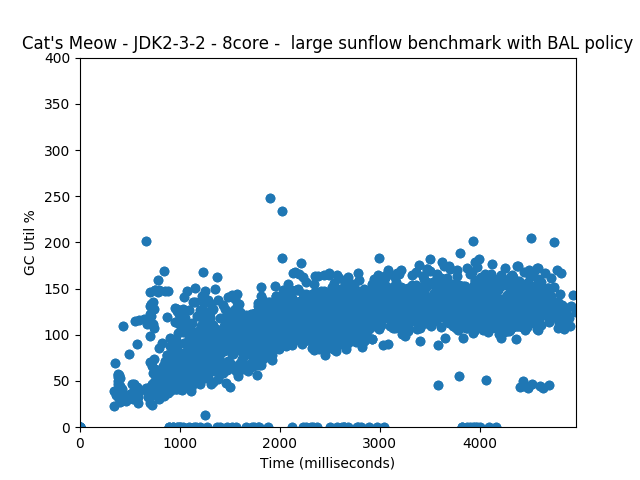 Cat's Meow - JDK2-3-2 - 8core -  large sunflow benchmark with BAL policy
400
350
300
250
200
150
100
50
0
GC Util %
0 1000 2000 3000 4000
Time (milliseconds)